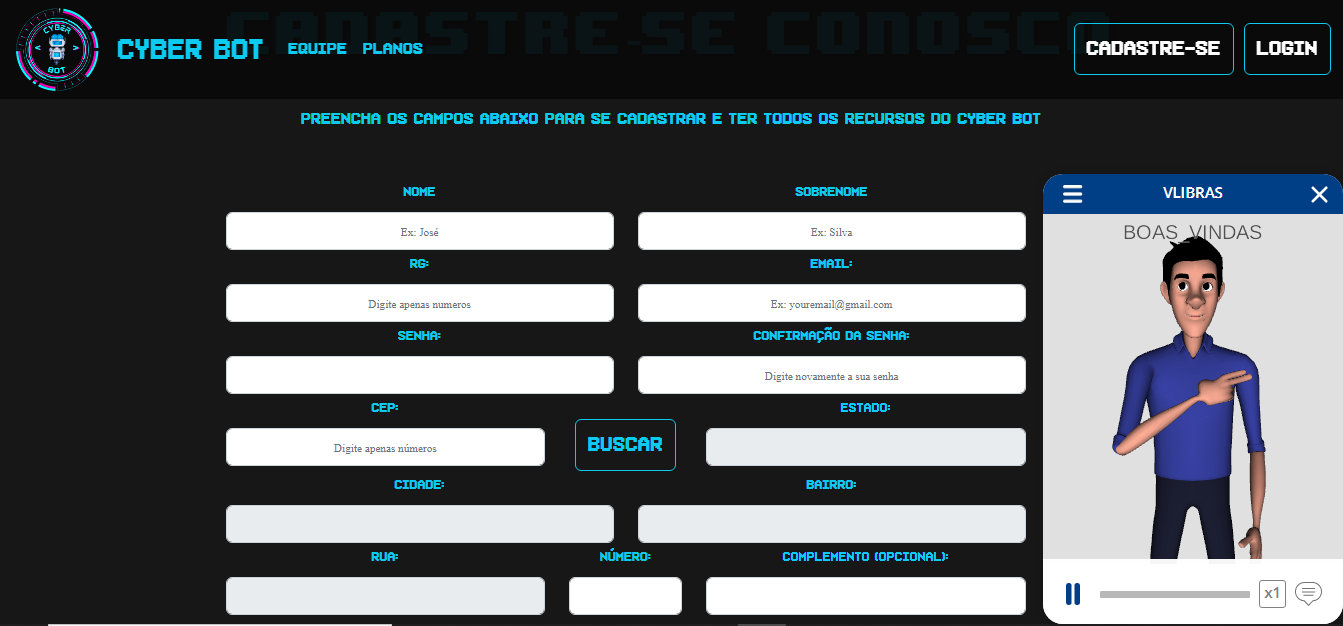 CADASTRE-SE CONOSCO
CYBER
BOT
CYBER BOT
EQUIPE
PLANOS
CADASTRE-SE
LOGIN
PREENCHA OS CAMPOS ABAIXO PARA SE CADASTRAR E TER TODOS OS RECURSOS DO CYBER BOT
NOME
SOBRENOME
Ex: José
Ex: Silva
RG:
EMAIL:
Digite apenas numeros
Ex: youremail@gmail.com
SENHA:
CONFIRMAÇÃO DA SENHA:
Digite novamente a sua senha
CEP:
ESTADO:
Digite apenas números
BUSCAR
CIDADE:
BAIRRO:
RUA:
NÚMERO:
COMPLEMENTO (OPCIONAL):
VLIBRAS
BOAS_VINDAS
x1